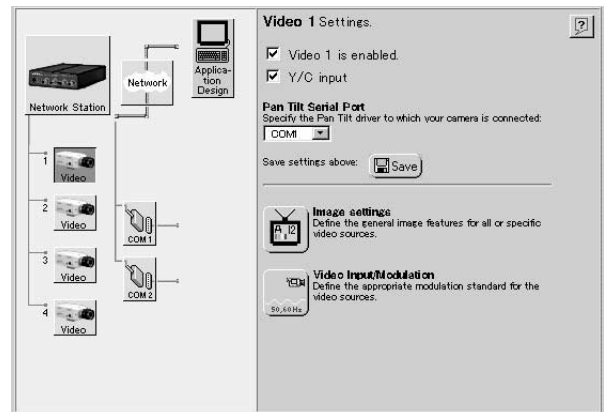 Network Station
Network
Applica-
tion
Design
1
Video
2
Video
3
Video
4
Video
COM 1
COM 2
Video 1 Settings.
?
Video 1 is enabled.
Y/C input
Pan Tilt Serial Port
Specify the Pan Tilt driver to which your camera is connected:
COM1
Save settings above:
Save
Image settings
Define the general image features for all or specific
video sources.
Video Input/Modulation
Define the appropriate modulation standard for the
video sources.
50,60Hz